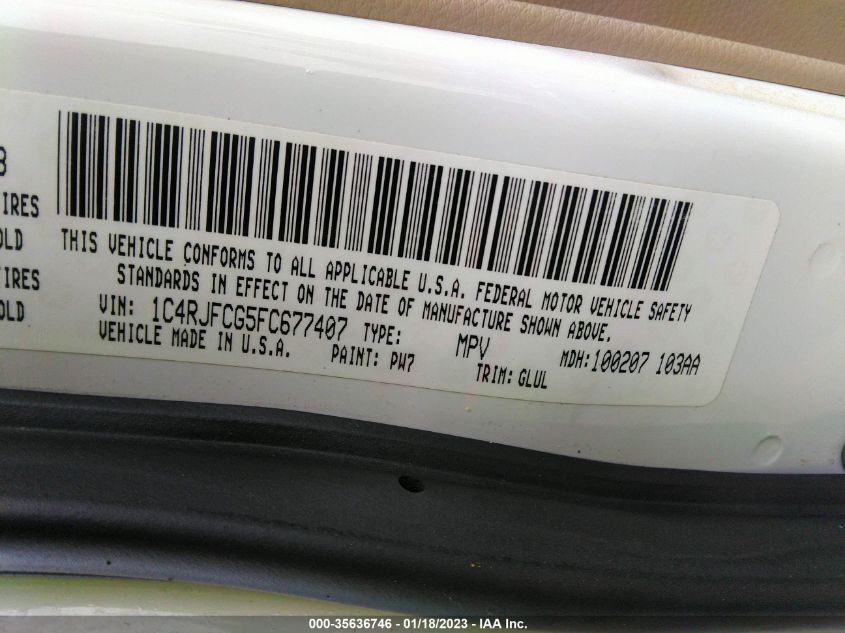 3
IRES
OLD
IRES
OLD
THIS VEHICLE CONFORMS TO ALL APPLICABLE U.S.A. FEDERAL MOTOR VEHICLE SAFETY
STANDARDS IN EFFECT ON THE DATE OF MANUFACTURE SHOWN ABOVE.
VIN: 1C4RJFCG5FC677407 TYPE: MPV MDH:100207 103AA
VEHICLE MADE IN U.S.A. PAINT: PW7 TRIM: GLUL
000-35636746 - 01/18/2023 - IAA Inc.